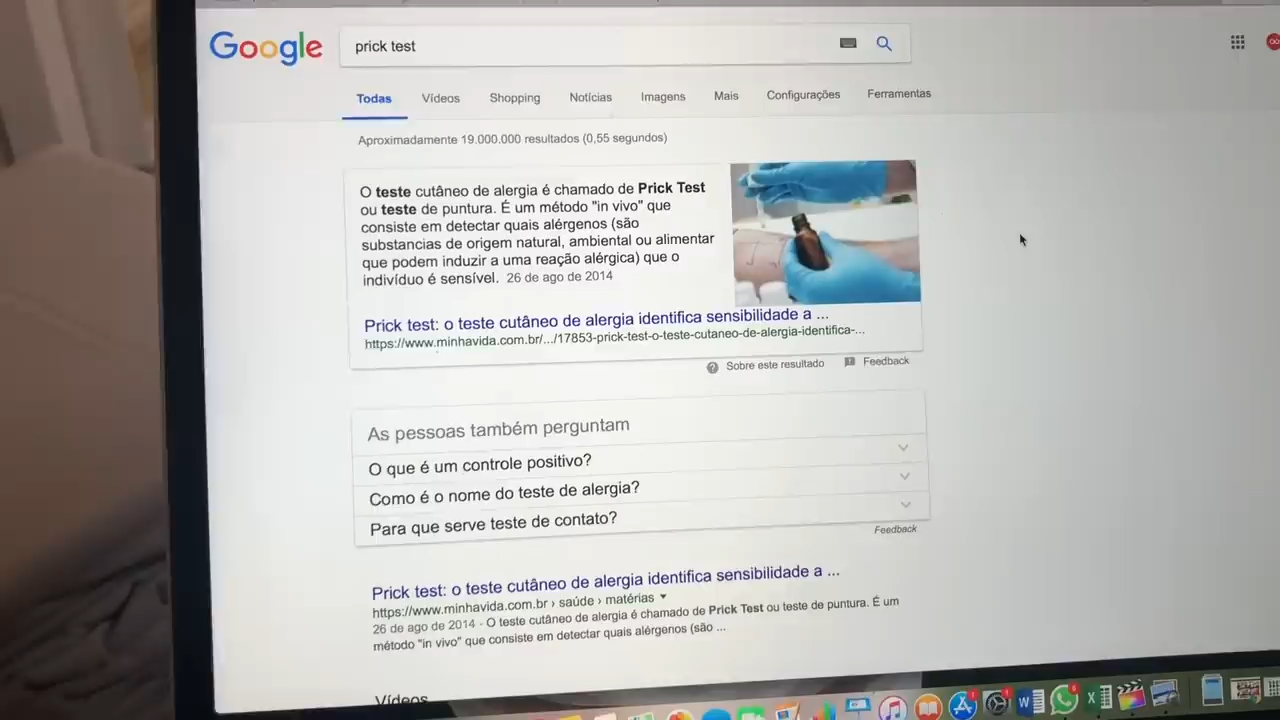 Google
prick test
Todas Vídeos Shopping Notícias Imagens Mais Configurações Ferramentas
Aproximadamente 19.000.000 resultados (0,55 segundos)
O teste cutâneo de alergia é chamado de Prick Test
ou teste de puntura. É um método "in vivo" que
consiste em detectar quais alérgenos (são
substancias de origem natural, ambiental ou alimentar
que podem induzir a uma reação alérgica) que o
indivíduo é sensível. 26 de ago de 2014
Prick test: o teste cutâneo de alergia identifica sensibilidade a ...
https://www.minhavida.com.br/.../17853-prick-test-o-teste-cutaneo-de-alergia-identifica-...
Sobre este resultado Feedback
As pessoas também perguntam
O que é um controle positivo?
Como é o nome do teste de alergia?
Para que serve teste de contato?
Feedback
Prick test: o teste cutâneo de alergia identifica sensibilidade a ...
https://www.minhavida.com.br › saúde › matérias
26 de ago de 2014 - O teste cutâneo de alergia é chamado de Prick Test ou teste de puntura. É um
método "in vivo" que consiste em detectar quais alérgenos (são ...
Vídeos